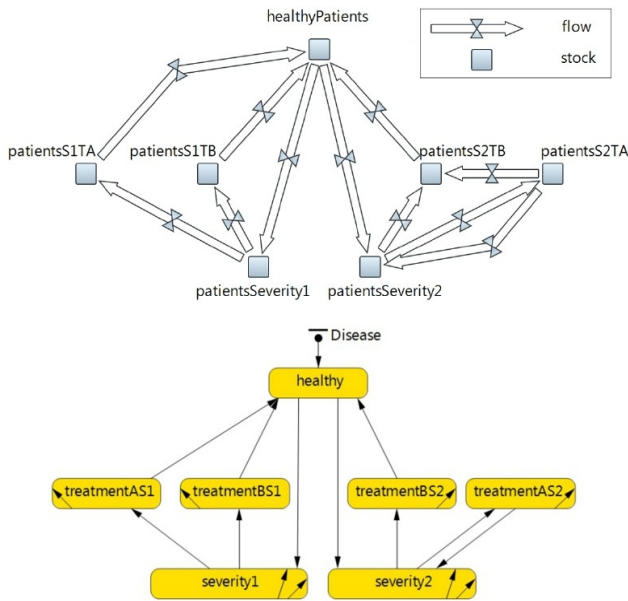 healthyPatients
flow
stock
patientsS1TA
patientsS1TB
patientsS2TB
patientsS2TA
patientsSeverity1
patientsSeverity2
Disease
healthy
treatmentAS1
treatmentBS1
treatmentBS2
treatmentAS2
severity1
severity2